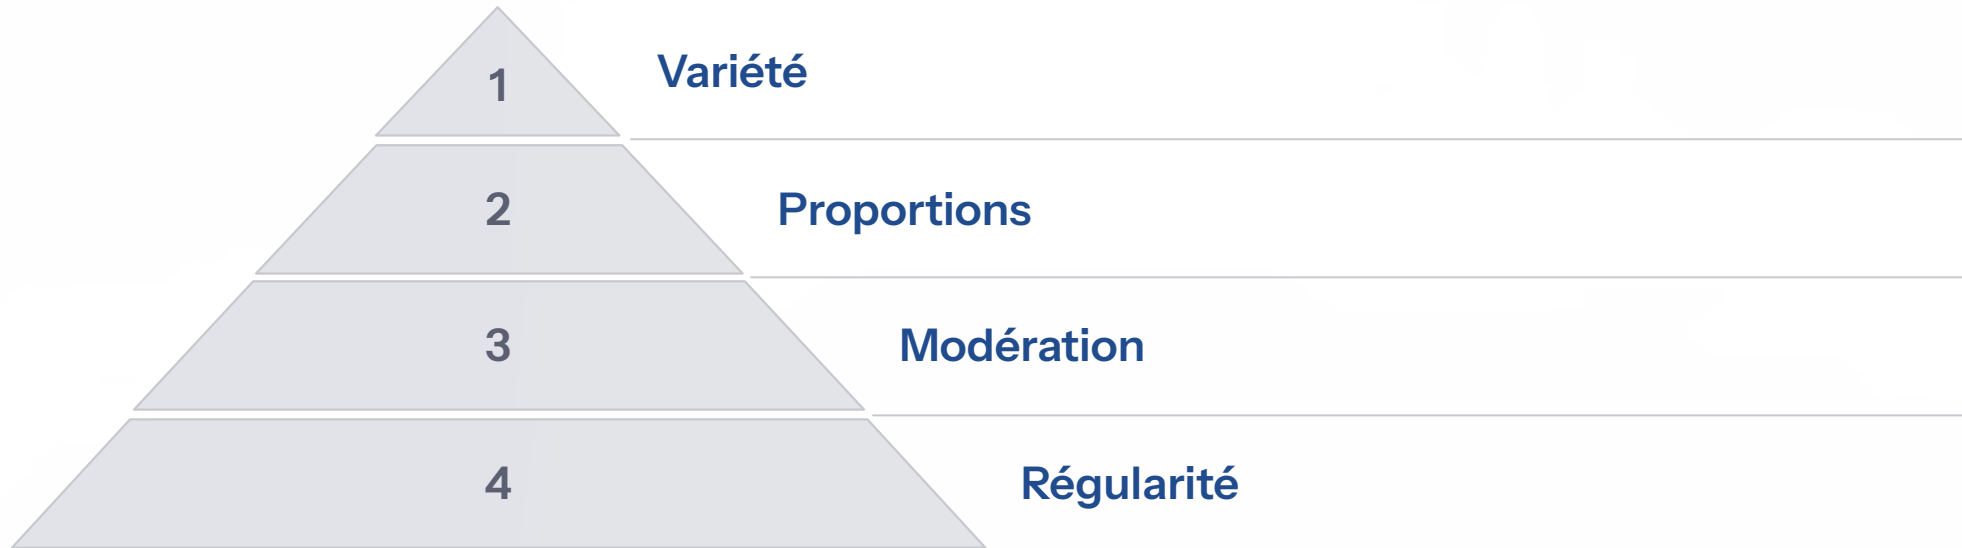 1
Variété
2
Proportions
3
Modération
4
Régularité